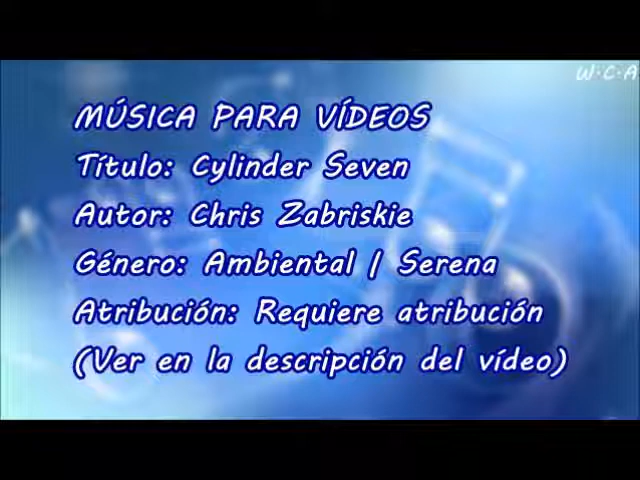 W.C.A
MÚSICA PARA VÍDEOS
Título: Cylinder Seven
Autor: Chris Zabriskie
Género: Ambiental | Serena
Atribución: Requiere atribución
(Ver en la descripción del vídeo)